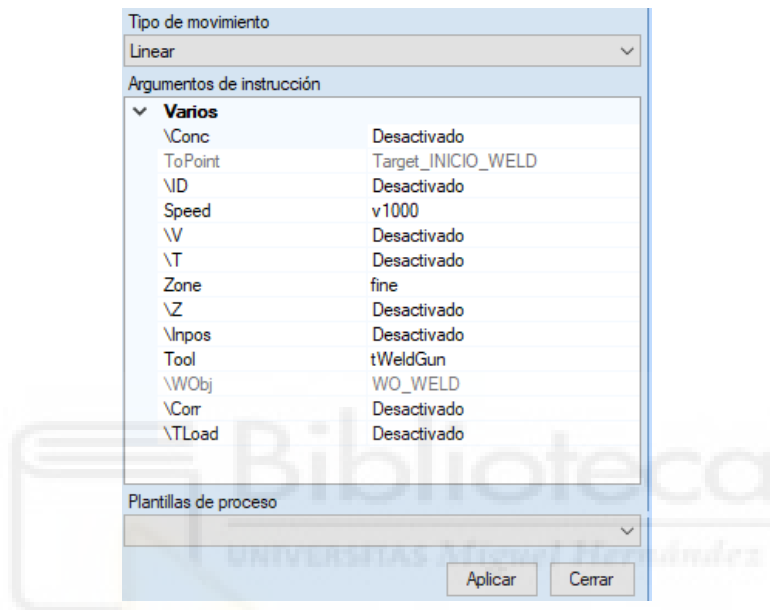 Tipo de movimiento
Linear
Argumentos de instrucción
Varios
\Conc Desactivado
ToPoint Target_INICIO_WELD
\ID Desactivado
Speed v1000
\V Desactivado
\T Desactivado
Zone fine
\Z Desactivado
\Inpos Desactivado
Tool tWeldGun
\WObj WO_WELD
\Corr Desactivado
\TLoad Desactivado
Biblioteca
Plantillas de proceso
UNIVERSITAS Miguel Hernández
Aplicar Cerrar